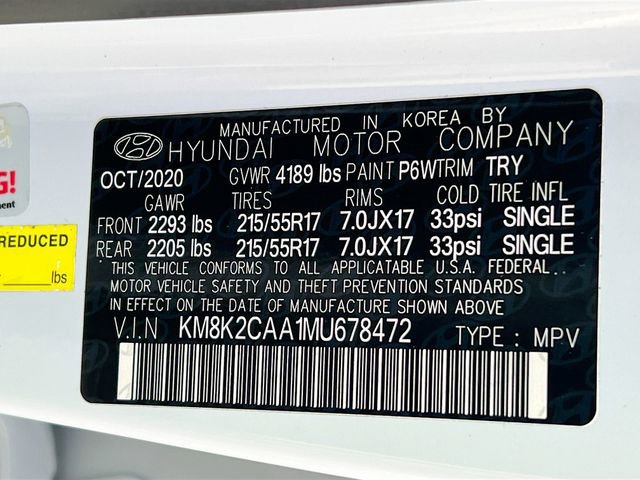 MANUFACTURED IN KOREA BY
HYUNDAI MOTOR COMPANY
OCT/2020 GVWR 4189 lbs PAINT P6W TRIM TRY
GAWR TIRES RIMS COLD TIRE INFL
FRONT 2293 lbs 215/55R17 7.0JX17 33psi SINGLE
REAR 2205 lbs 215/55R17 7.0JX17 33psi SINGLE
THIS VEHICLE CONFORMS TO ALL APPLICATABLE U.S.A. FEDERAL
MOTOR VEHICLE SAFETY AND THEFT PREVENTION STANDARDS
IN EFFECT ON THE DATE OF MANUFACTURE SHOWN ABOVE
V.I.N KM8K2CAA1MU678472 TYPE : MPV
G!
ment
REDUCED
lbs